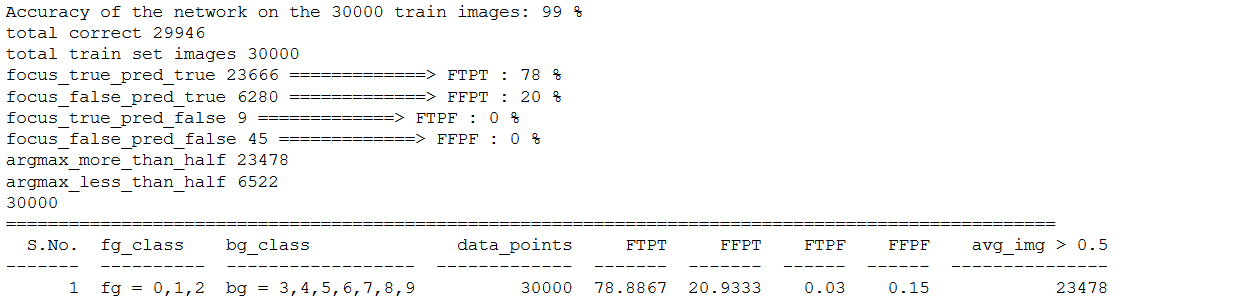 Accuracy of the network on the 30000 train images: 99 %
total correct 29946
total train set images 30000
focus_true_pred_true 23666 =============> FTPT : 78 %
focus_false_pred_true 6280 =============> FFPT : 20 %
focus_true_pred_false 9 =============> FTPF : 0 %
focus_false_pred_false 45 =============> FFPF : 0 %
argmax_more_than_half 23478
argmax_less_than_half 6522
30000
====================================================================================================
S.No. fg_class bg_class data_points FTPT FFPT FTPF FFPF avg_img > 0.5
------- ---------- ------------------ ------------- ------- ------- ------ ------ ---------------
1 fg = 0,1,2 bg = 3,4,5,6,7,8,9 30000 78.8867 20.9333 0.03 0.15 23478